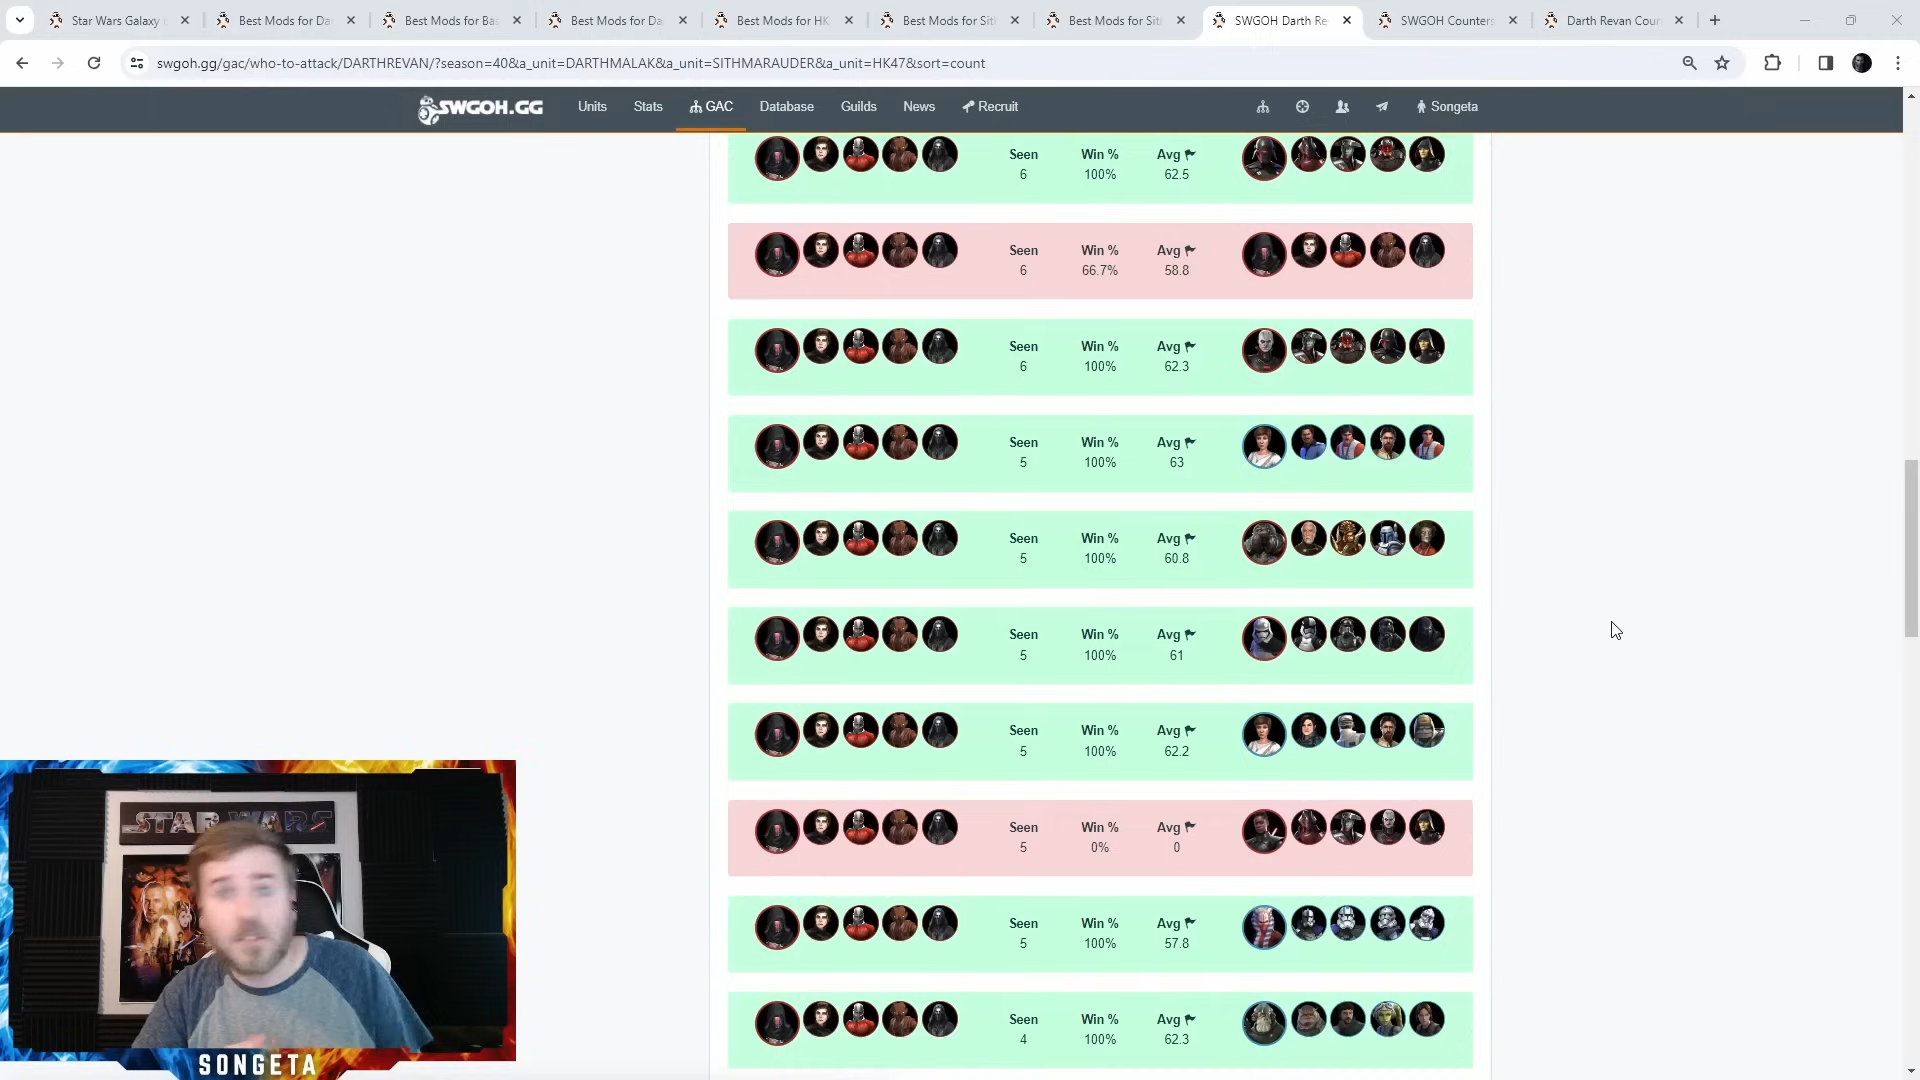 Star Wars Galaxy
Best Mods for Da
Best Mods for Bas
Best Mods for Da
Best Mods for HK
Best Mods for Sit
Best Mods for Sit
SWGOH Darth Re
SWGOH Counters
Darth Revan Coun
swgoh.gg/gac/who-to-attack/DARTHREVAN/?season=40&a_unit=DARTHMALAK&a_unit=SITHMARAUDER&a_unit=HK47&sort=count
SWGOH.GG Units Stats GAC Database Guilds News Recruit Songeta
Seen Win % Avg
6 100% 62.5
Seen Win % Avg
6 66.7% 58.8
Seen Win % Avg
6 100% 62.3
Seen Win % Avg
5 100% 63
Seen Win % Avg
5 100% 60.8
Seen Win % Avg
5 100% 61
Seen Win % Avg
5 100% 62.2
Seen Win % Avg
5 0% 0
Seen Win % Avg
5 100% 57.8
Seen Win % Avg
4 100% 62.3
STAR WARS
SONGETA